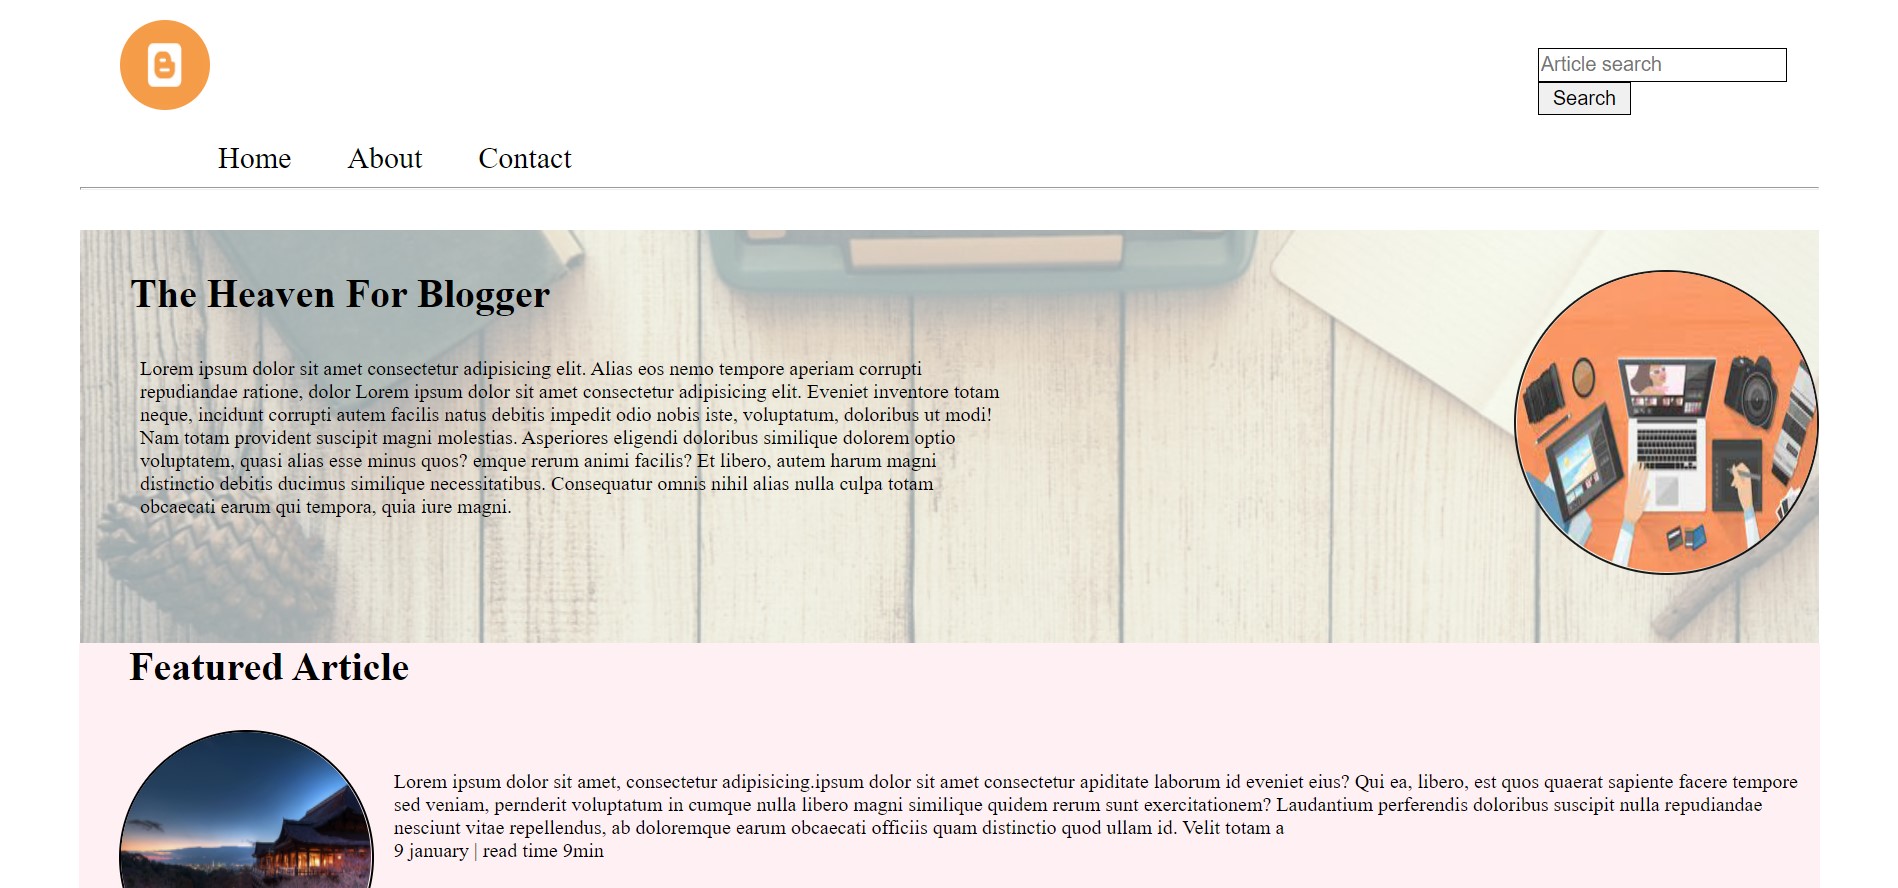 B
Article search
Search
Home About Contact
The Heaven For Blogger
Lorem ipsum dolor sit amet consectetur adipisicing elit. Alias eos nemo tempore aperiam corrupti
repudiandae ratione, dolor Lorem ipsum dolor sit amet consectetur adipisicing elit. Eveniet inventore totam
neque, incidunt corrupti autem facilis natus debitis impedit odio nobis iste, voluptatum, doloribus ut modi!
Nam totam provident suscipit magni molestias. Asperiores eligendi doloribus similique dolorem optio
voluptatem, quasi alias esse minus quos? emque rerum animi facilis? Et libero, autem harum magni
distinctio debitis ducimus similique necessitatibus. Consequatur omnis nihil alias nulla culpa totam
obcaecati earum qui tempora, quia iure magni.
Featured Article
Lorem ipsum dolor sit amet, consectetur adipisicing.ipsum dolor sit amet consectetur apiditate laborum id eveniet eius? Qui ea, libero, est quos quaerat sapiente facere tempore
sed veniam, pernderit voluptatum in cumque nulla libero magni similique quidem rerum sunt exercitationem? Laudantium perferendis doloribus suscipit nulla repudiandae
nesciunt vitae repellendus, ab doloremque earum obcaecati officiis quam distinctio quod ullam id. Velit totam a
9 january | read time 9min